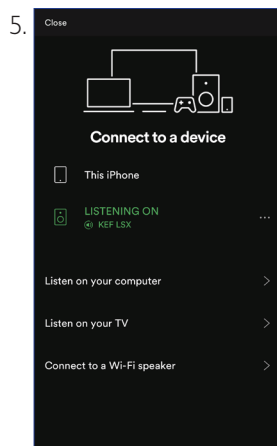 5.
Close
Connect to a device
This iPhone
LISTENING ON
KEF LSX
...
Listen on your computer
Listen on your TV
Connect to a Wi-Fi speaker